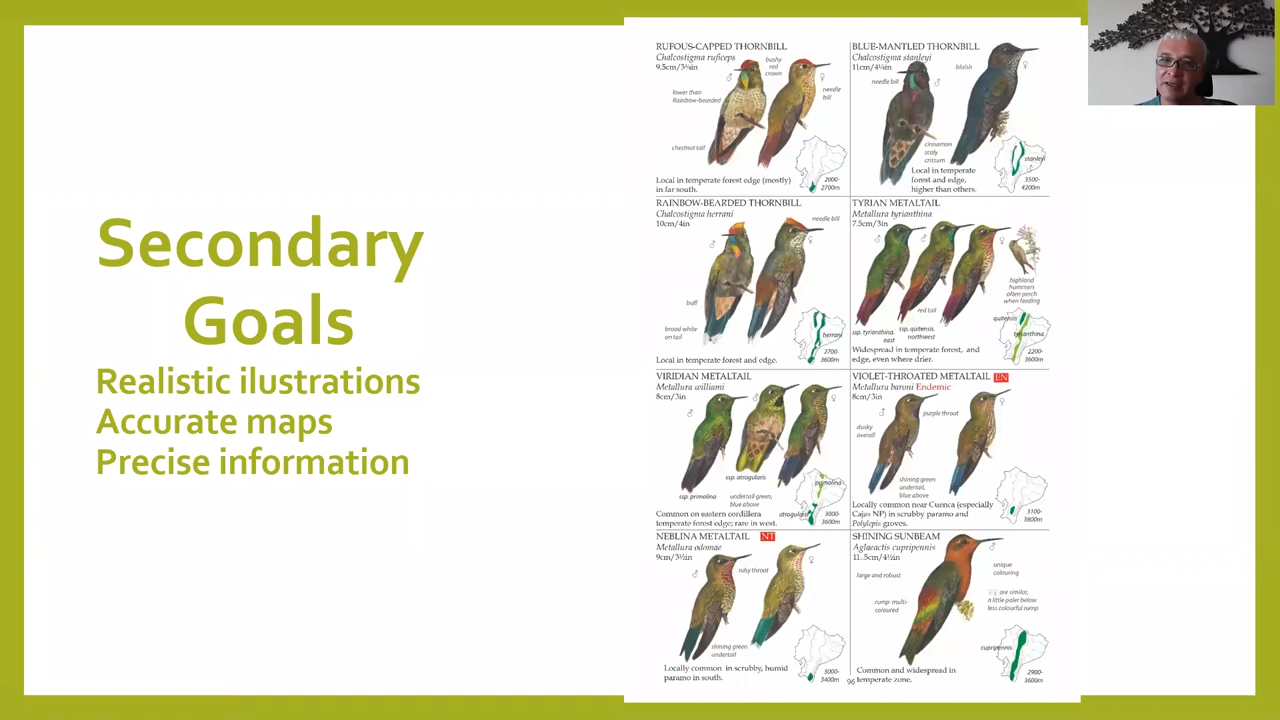 Secondary
Goals
Realistic ilustrations
Accurate maps
Precise information
RUFOUS-CAPPED THORNBILL
Chalcostigma ruficeps
9.5cm/3¾in
bushy
red
crown
♂
♀
lower than
Rainbow-bearded
needle
bill
chestnut tail
2000-
2700m
Local in temperate forest edge (mostly)
in far south.
BLUE-MANTLED THORNBILL
Chalcostigma stanleyi
11cm/4¼in
bluish
♀
needle bill
♂
cinnamon
scaly
crissum
stanleyi
Local in temperate
forest and edge,
higher than others.
3500-
4200m
RAINBOW-BEARDED THORNBILL
Chalcostigma herrani
10cm/4in
needle bill
♂
♀
buff
broad white
on tail
herrani
2700-
3600m
Local in temperate forest and edge.
TYRIAN METALTAIL
Metallura tyrianthina
7.5cm/3in
♂
♂
♀
highland
hummers
often perch
when feeding
red tail
quitensis
tyrianthina
ssp. tyrianthina.
east
ssp. quitensis.
northwest
Widespread in temperate forest, and
edge, even where drier.
2200-
3600m
VIRIDIAN METALTAIL
Metallura williami
8cm/3in
♂
♂
♀
ssp. atrogularis
primolina
ssp. primolina
undertail green,
blue above
atrogularis
Common on eastern cordillera
temperate forest edge; rare in west.
3000-
3600m
VIOLET-THROATED METALTAIL EN
Metallura baroni Endemic
8cm/3in
♂
♀
purple throat
dusky
overall
shining green
undertail,
blue above
Locally common near Cuenca (especially
Cajas NP) in scrubby paramo and
Polylepis groves.
3100-
3800m
NEBLINA METALTAIL NT
Metallura odomae
9cm/3½in
♂
ruby throat
♀
shining green
undertail
Locally common in scrubby, humid
paramo in south.
3000-
3400m
SHINING SUNBEAM
Aglaeactis cupripennis
11.5cm/4½in
♂
large and robust
unique
colouring
rump multi-
coloured
♀♀ are similar,
a little paler below
less colourful rump
cupripennis
Common and widespread in
temperate zone.
2900-
3600m
96